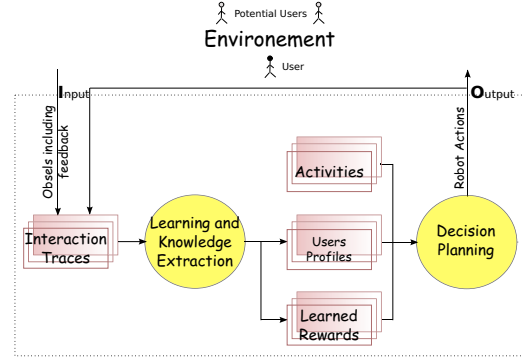 Potential Users
Environement
User
Input
Output
Obsels including
feedback
Robot Actions
Activities
Learning and
Knowledge
Extraction
Interaction
Traces
Users
Profiles
Decision
Planning
Learned
Rewards